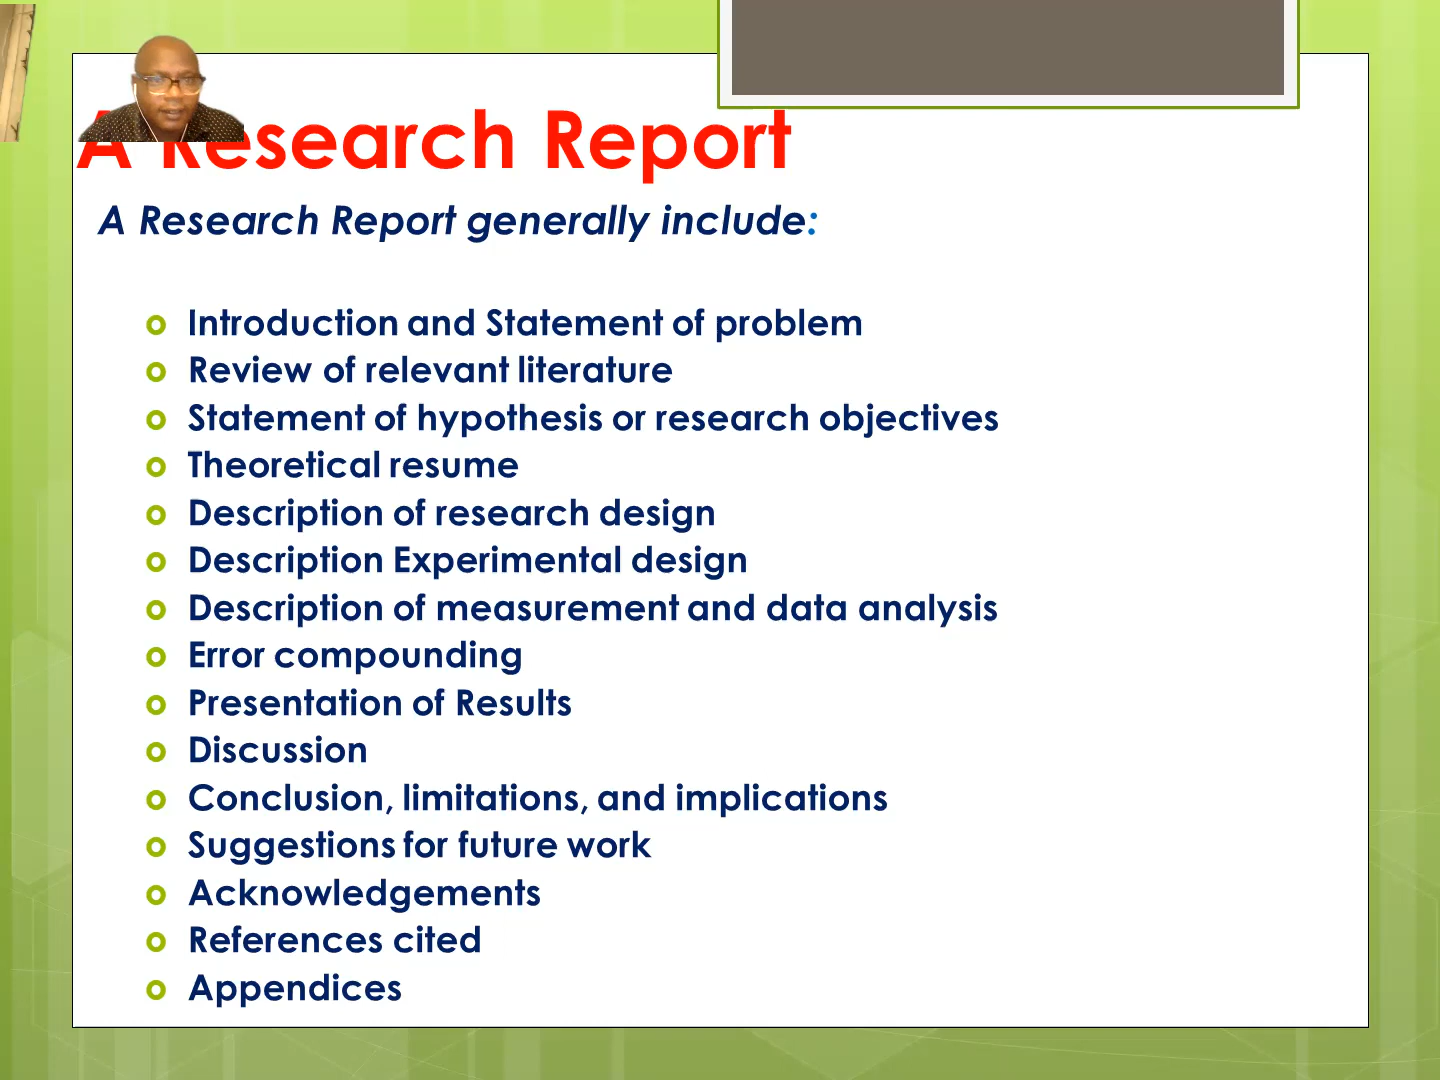 A Research Report
A Research Report generally include:
Introduction and Statement of problem
Review of relevant literature
Statement of hypothesis or research objectives
Theoretical resume
Description of research design
Description Experimental design
Description of measurement and data analysis
Error compounding
Presentation of Results
Discussion
Conclusion, limitations, and implications
Suggestions for future work
Acknowledgements
References cited
Appendices